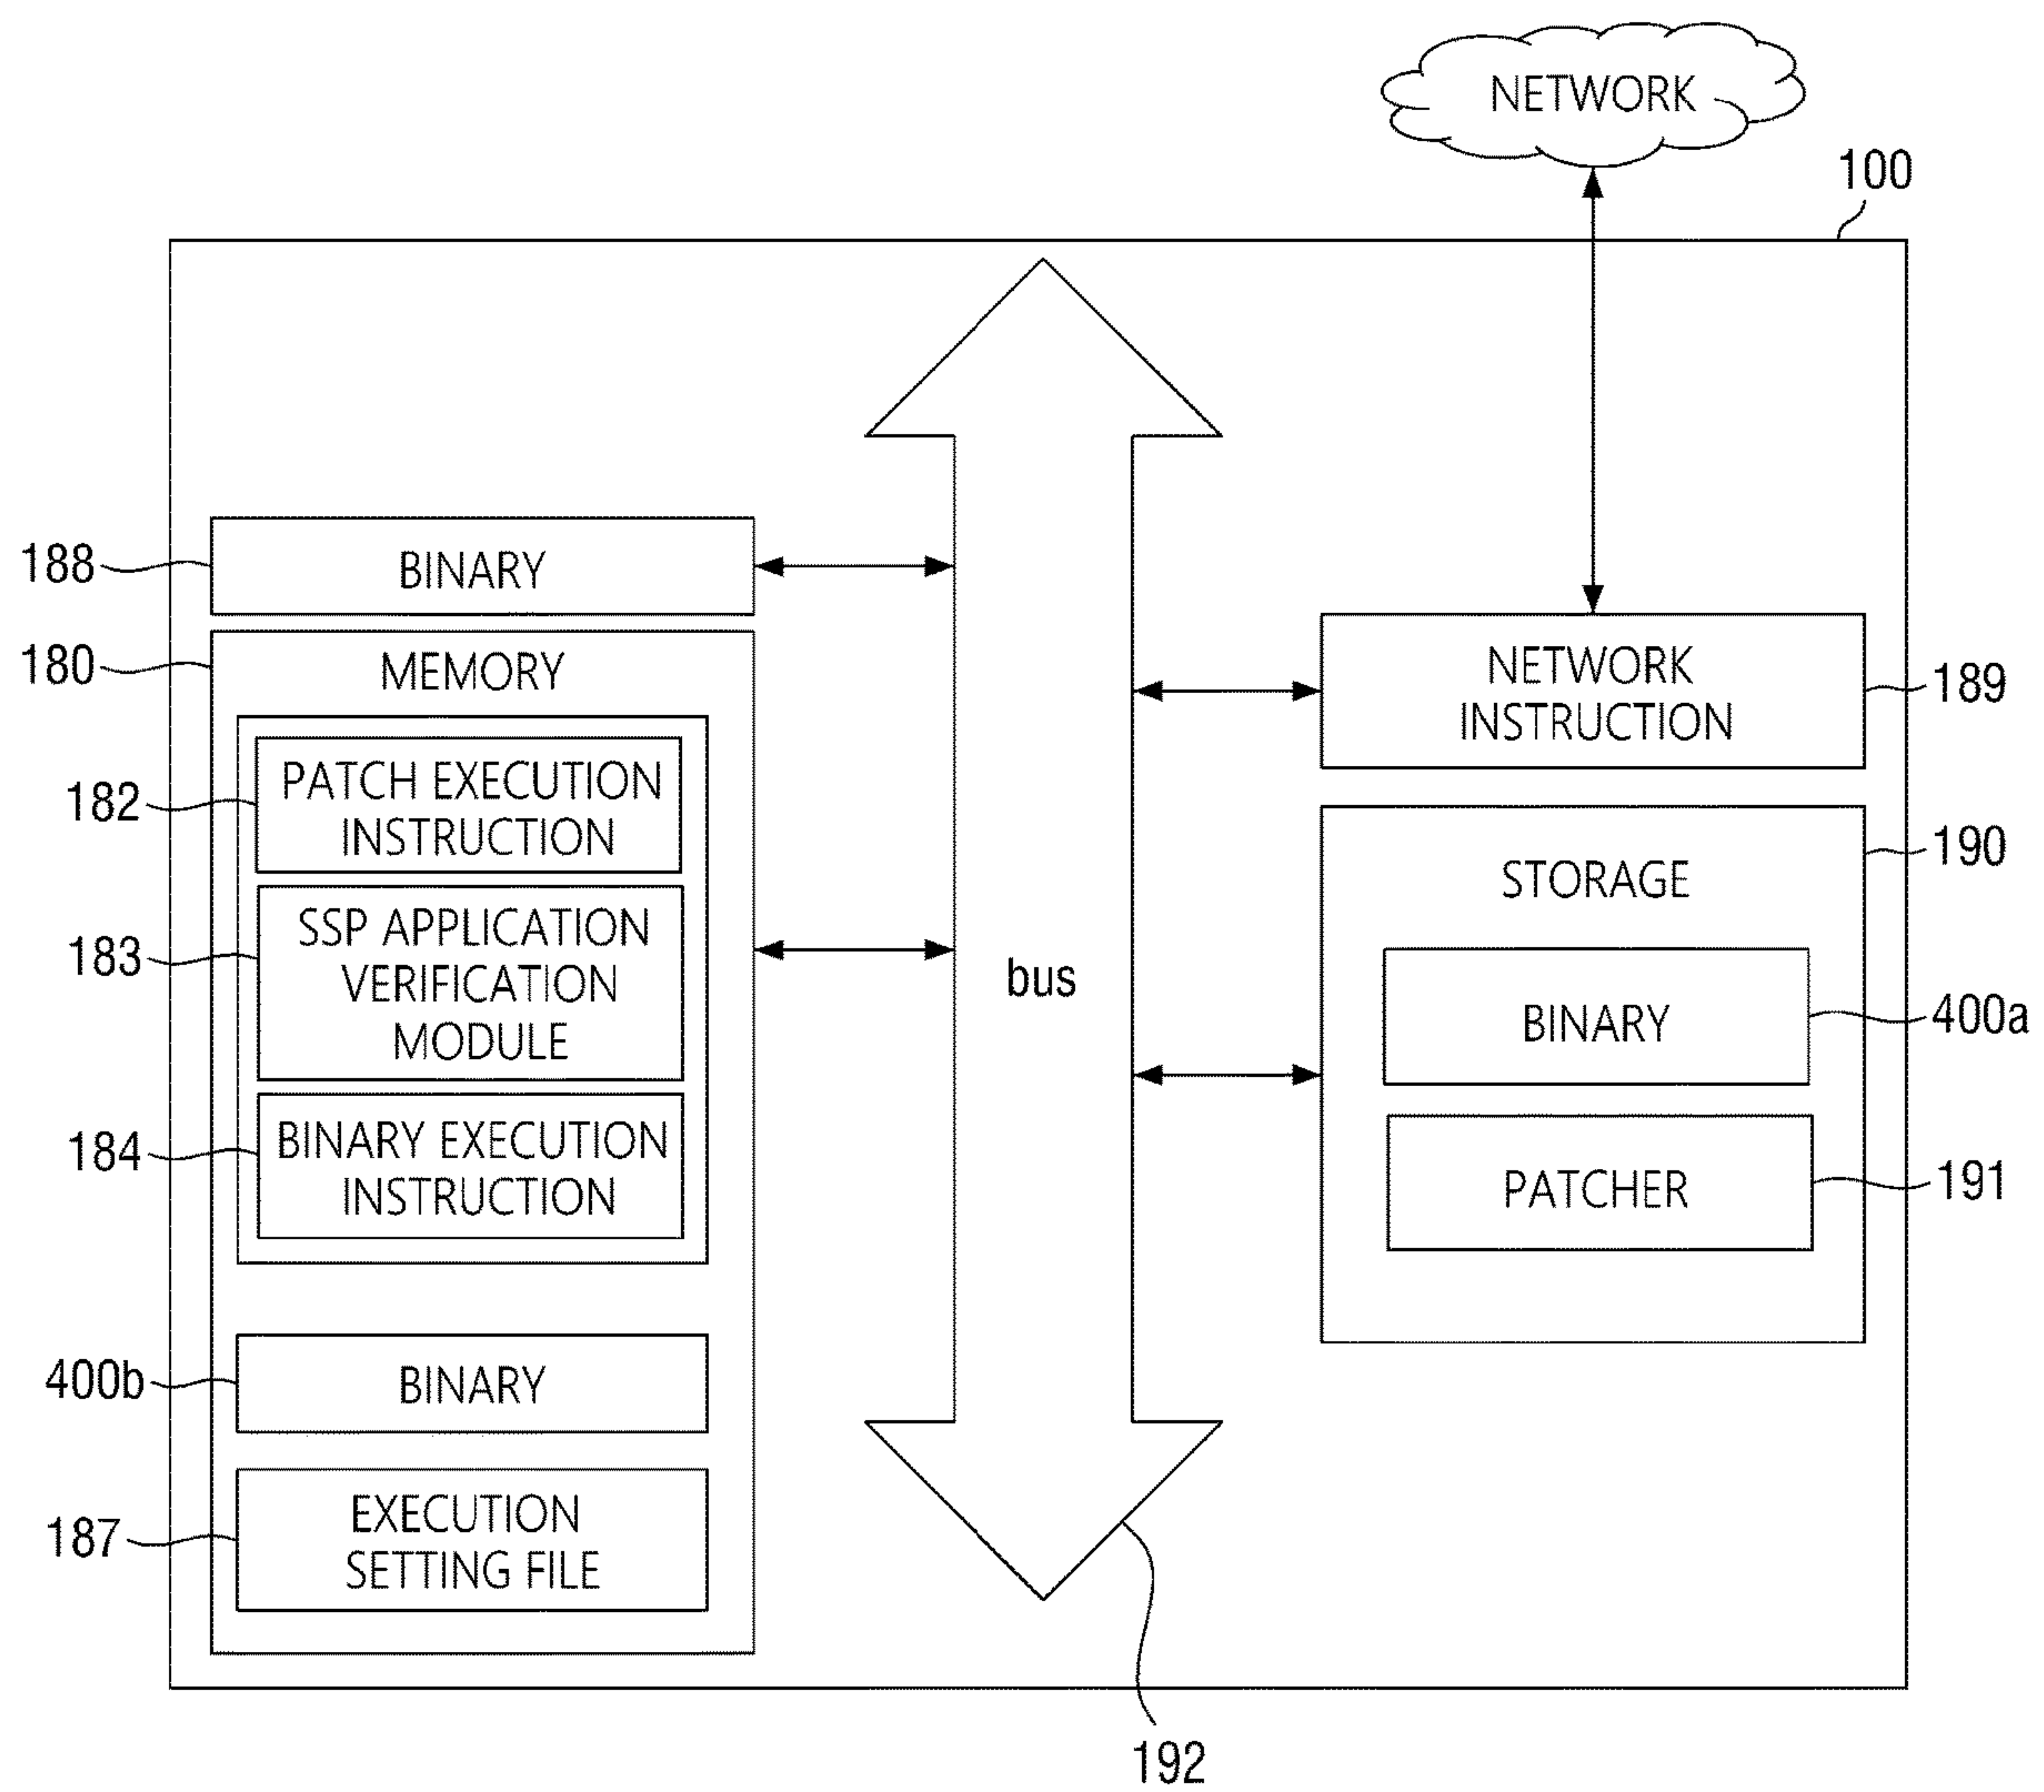 NETWORK
100
188
BINARY
180
MEMORY
NETWORK
INSTRUCTION
189
182
PATCH EXECUTION
INSTRUCTION
190
STORAGE
183
SSP APPLICATION
VERIFICATION
MODULE
bus
BINARY
400a
184
BINARY EXECUTION
INSTRUCTION
PATCHER
191
400b
BINARY
187
EXECUTION
SETTING FILE
192